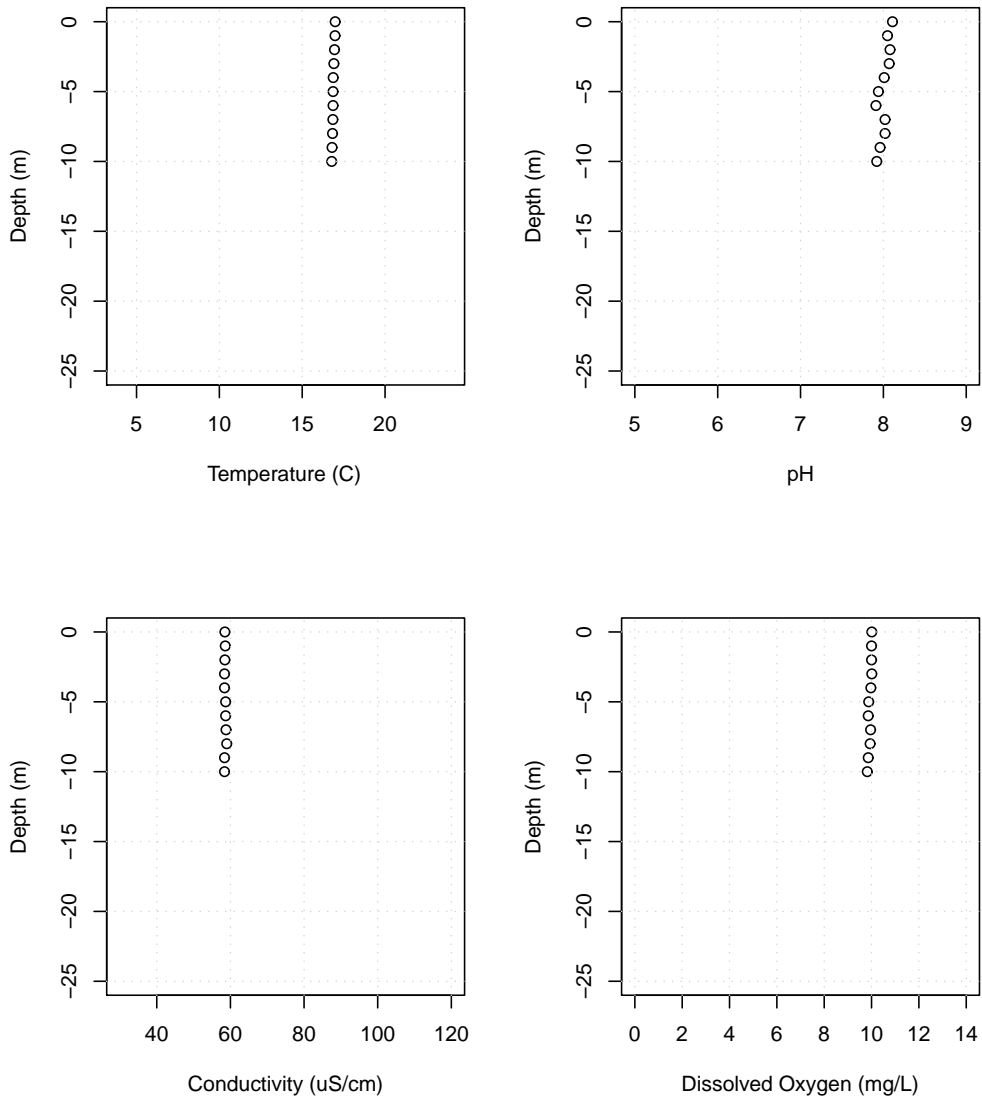 0
−5
−10
−15
−20
−25
Depth (m)
5 10 15 20
Temperature (C)
0
−5
−10
−15
−20
−25
Depth (m)
5 6 7 8 9
pH
0
−5
−10
−15
−20
−25
Depth (m)
40 60 80 100 120
Conductivity (uS/cm)
0
−5
−10
−15
−20
−25
Depth (m)
0 2 4 6 8 10 12 14
Dissolved Oxygen (mg/L)